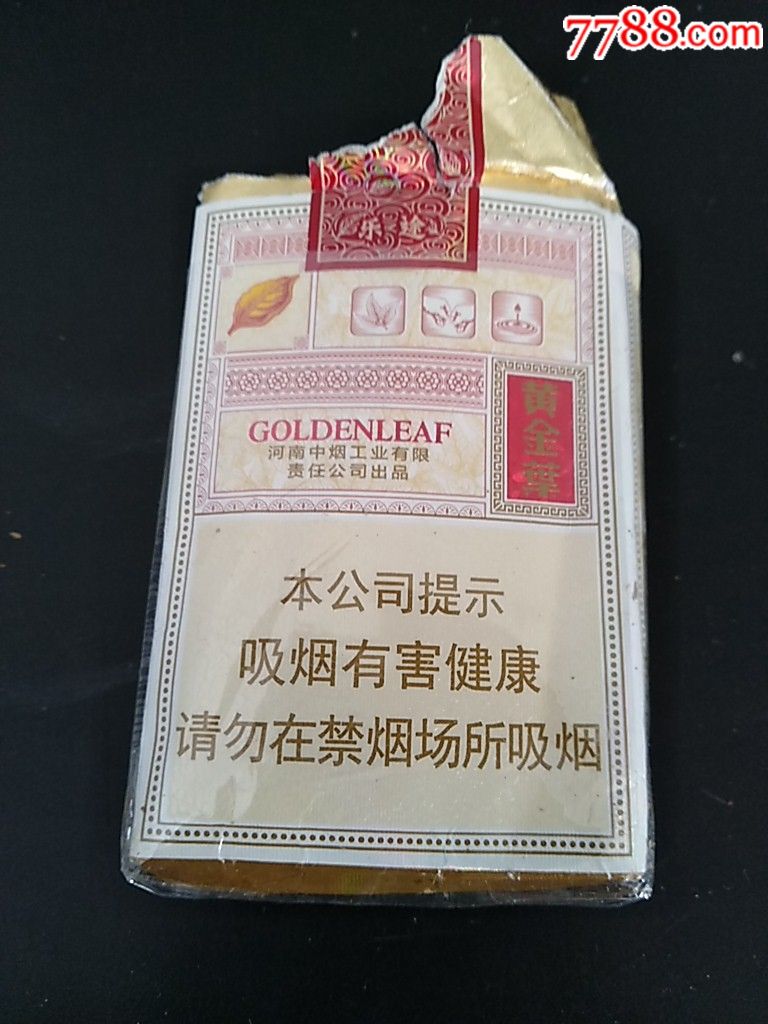 7788.com
乐途
GOLDENLEAF
河南中烟工业有限
责任公司出品
黄金葉
本公司提示
吸烟有害健康
请勿在禁烟场所吸烟